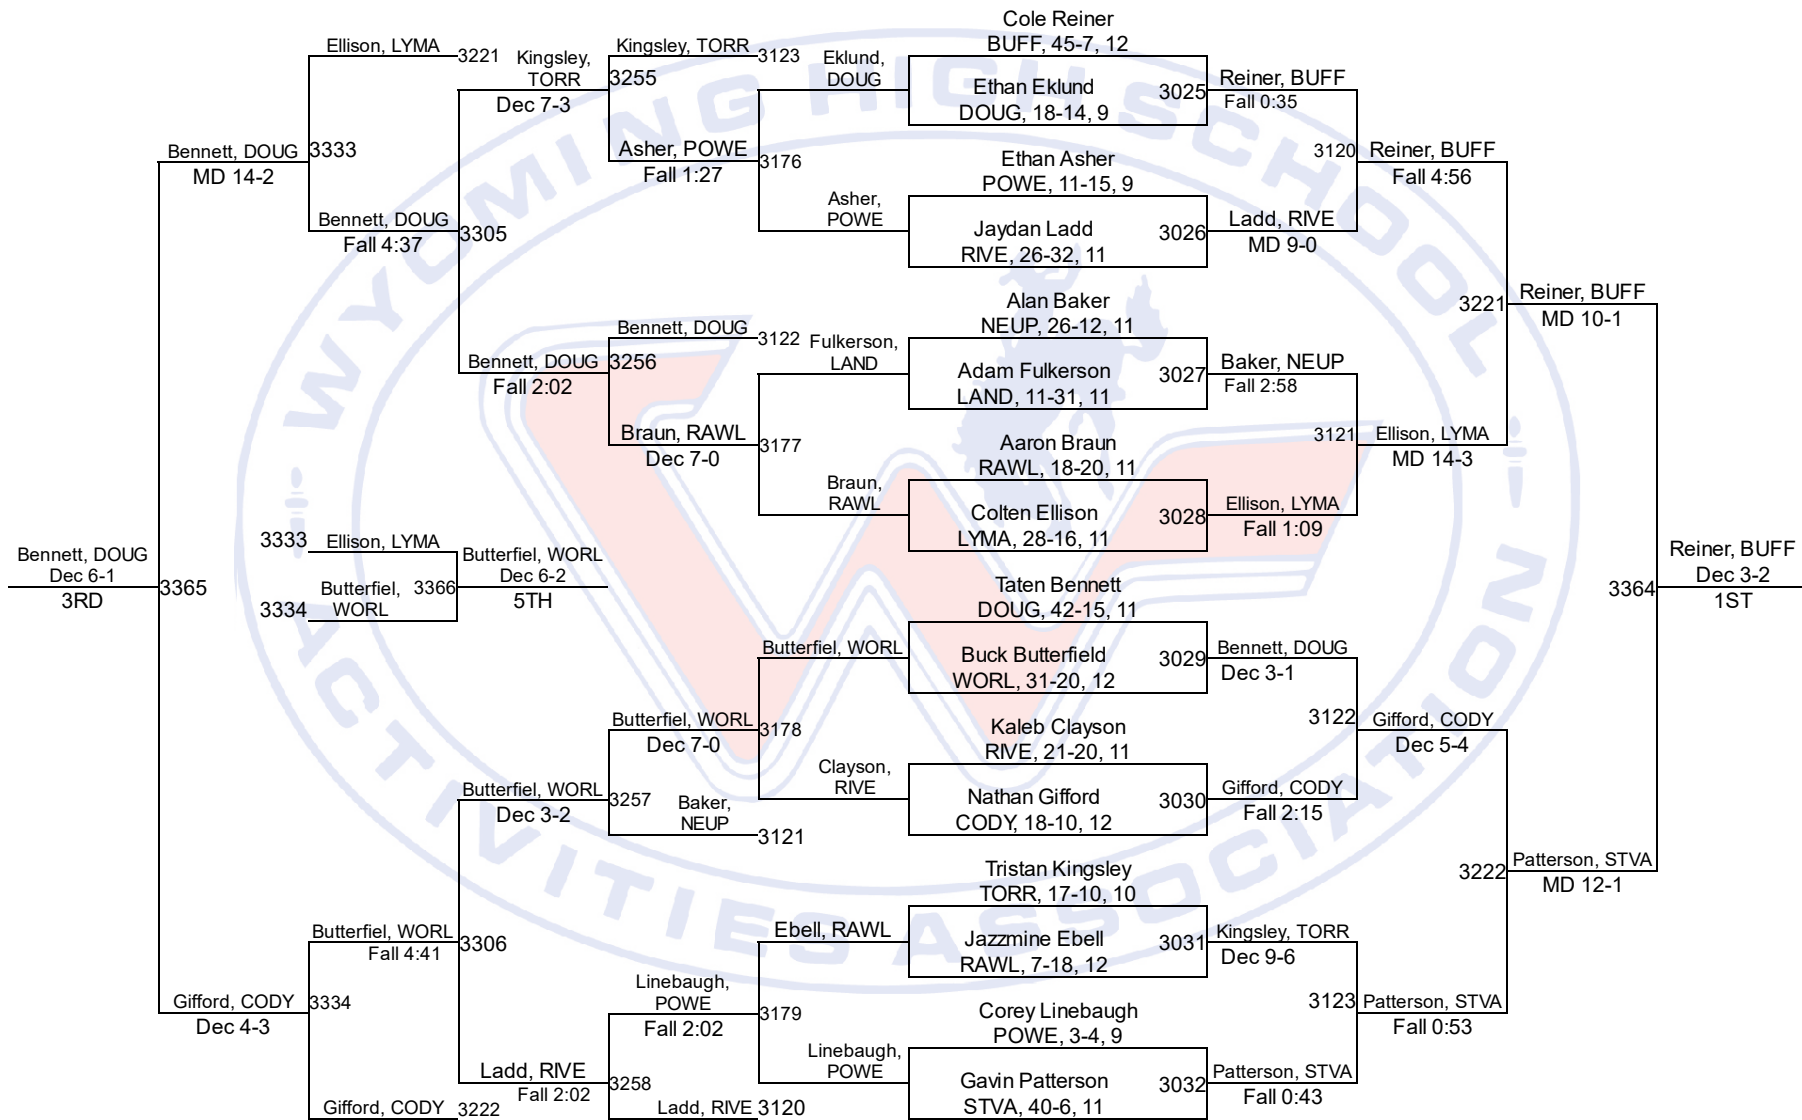 Cole Reiner
BUFF, 45-7, 12
Ethan Eklund
DOUG, 18-14, 9
3025
Ethan Asher
POWE, 11-15, 9
Jaydan Ladd
RIVE, 26-32, 11
3026
Alan Baker
NEUP, 26-12, 11
Adam Fulkerson
LAND, 11-31, 11
3027
Aaron Braun
RAWL, 18-20, 11
Colten Ellison
LYMA, 28-16, 11
3028
Taten Bennett
DOUG, 42-15, 11
Buck Butterfield
WORL, 31-20, 12
3029
Kaleb Clayson
RIVE, 21-20, 11
Nathan Gifford
CODY, 18-10, 12
3030
Tristan Kingsley
TORR, 17-10, 10
Jazzmine Ebell
RAWL, 7-18, 12
3031
Corey Linebaugh
POWE, 3-4, 9
Gavin Patterson
STVA, 40-6, 11
3032
Reiner, BUFF
Fall 0:35
Ladd, RIVE
MD 9-0
Baker, NEUP
Fall 2:58
Ellison, LYMA
Fall 1:09
Bennett, DOUG
Dec 3-1
Gifford, CODY
Fall 2:15
Kingsley, TORR
Dec 9-6
Patterson, STVA
Fall 0:43
3120
Reiner, BUFF
Fall 4:56
3121
Ellison, LYMA
MD 14-3
3122
Gifford, CODY
Dec 5-4
3123
Patterson, STVA
Fall 0:53
3221
Reiner, BUFF
MD 10-1
3222
Patterson, STVA
MD 12-1
3364
Reiner, BUFF
Dec 3-2
1ST
Eklund,
DOUG
Asher,
POWE
Fulkerson,
LAND
Braun,
RAWL
Butterfiel, WORL
Clayson,
RIVE
Ebell, RAWL
Linebaugh,
POWE
Kingsley, TORR
3123
Asher, POWE
Fall 1:27
3176
Bennett, DOUG
3122
Braun, RAWL
Dec 7-0
3177
Butterfiel, WORL
Dec 7-0
3178
Baker,
NEUP
3121
Linebaugh,
POWE
Fall 2:02
3179
Ladd, RIVE
3120
Kingsley,
TORR
Dec 7-3
3255
Bennett, DOUG
Fall 2:02
3256
Butterfiel, WORL
Dec 3-2
3257
Ladd, RIVE
Fall 2:02
3258
Ellison, LYMA
3221
Bennett, DOUG
Fall 4:37
3305
Butterfiel, WORL
Fall 4:41
3306
Gifford, CODY
3222
Bennett, DOUG
MD 14-2
3333
Gifford, CODY
Dec 4-3
3334
3333
Ellison, LYMA
3334
Butterfiel,
WORL
3366
Butterfiel, WORL
Dec 6-2
5TH
Bennett, DOUG
Dec 6-1
3RD
3365
WYOMING HIGH SCHOOL
ACTIVITIES ASSOCIATION